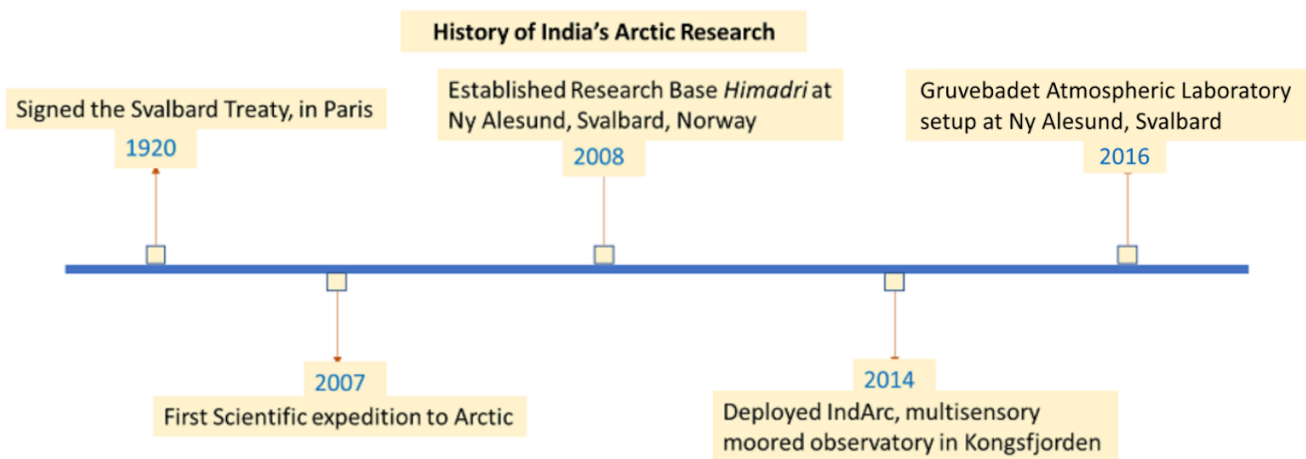 History of India's Arctic Research
Signed the Svalbard Treaty, in Paris
1920
2007
First Scientific expedition to Arctic
Established Research Base Himadri at
Ny Alesund, Svalbard, Norway
2008
2014
Deployed IndArc, multisensory
moored observatory in Kongsfjorden
Gruvebadet Atmospheric Laboratory
setup at Ny Alesund, Svalbard
2016